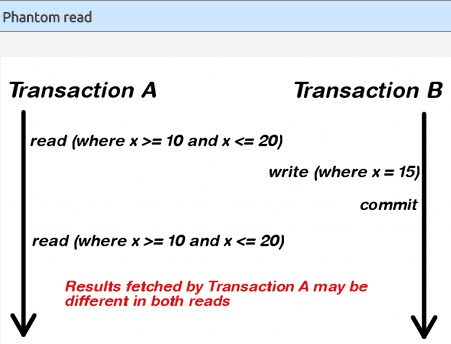 Phantom read
Transaction A
Transaction B
read (where x >= 10 and x <= 20)
write (where x = 15)
commit
read (where x >= 10 and x <= 20)
Results fetched by Transaction A may be
different in both reads